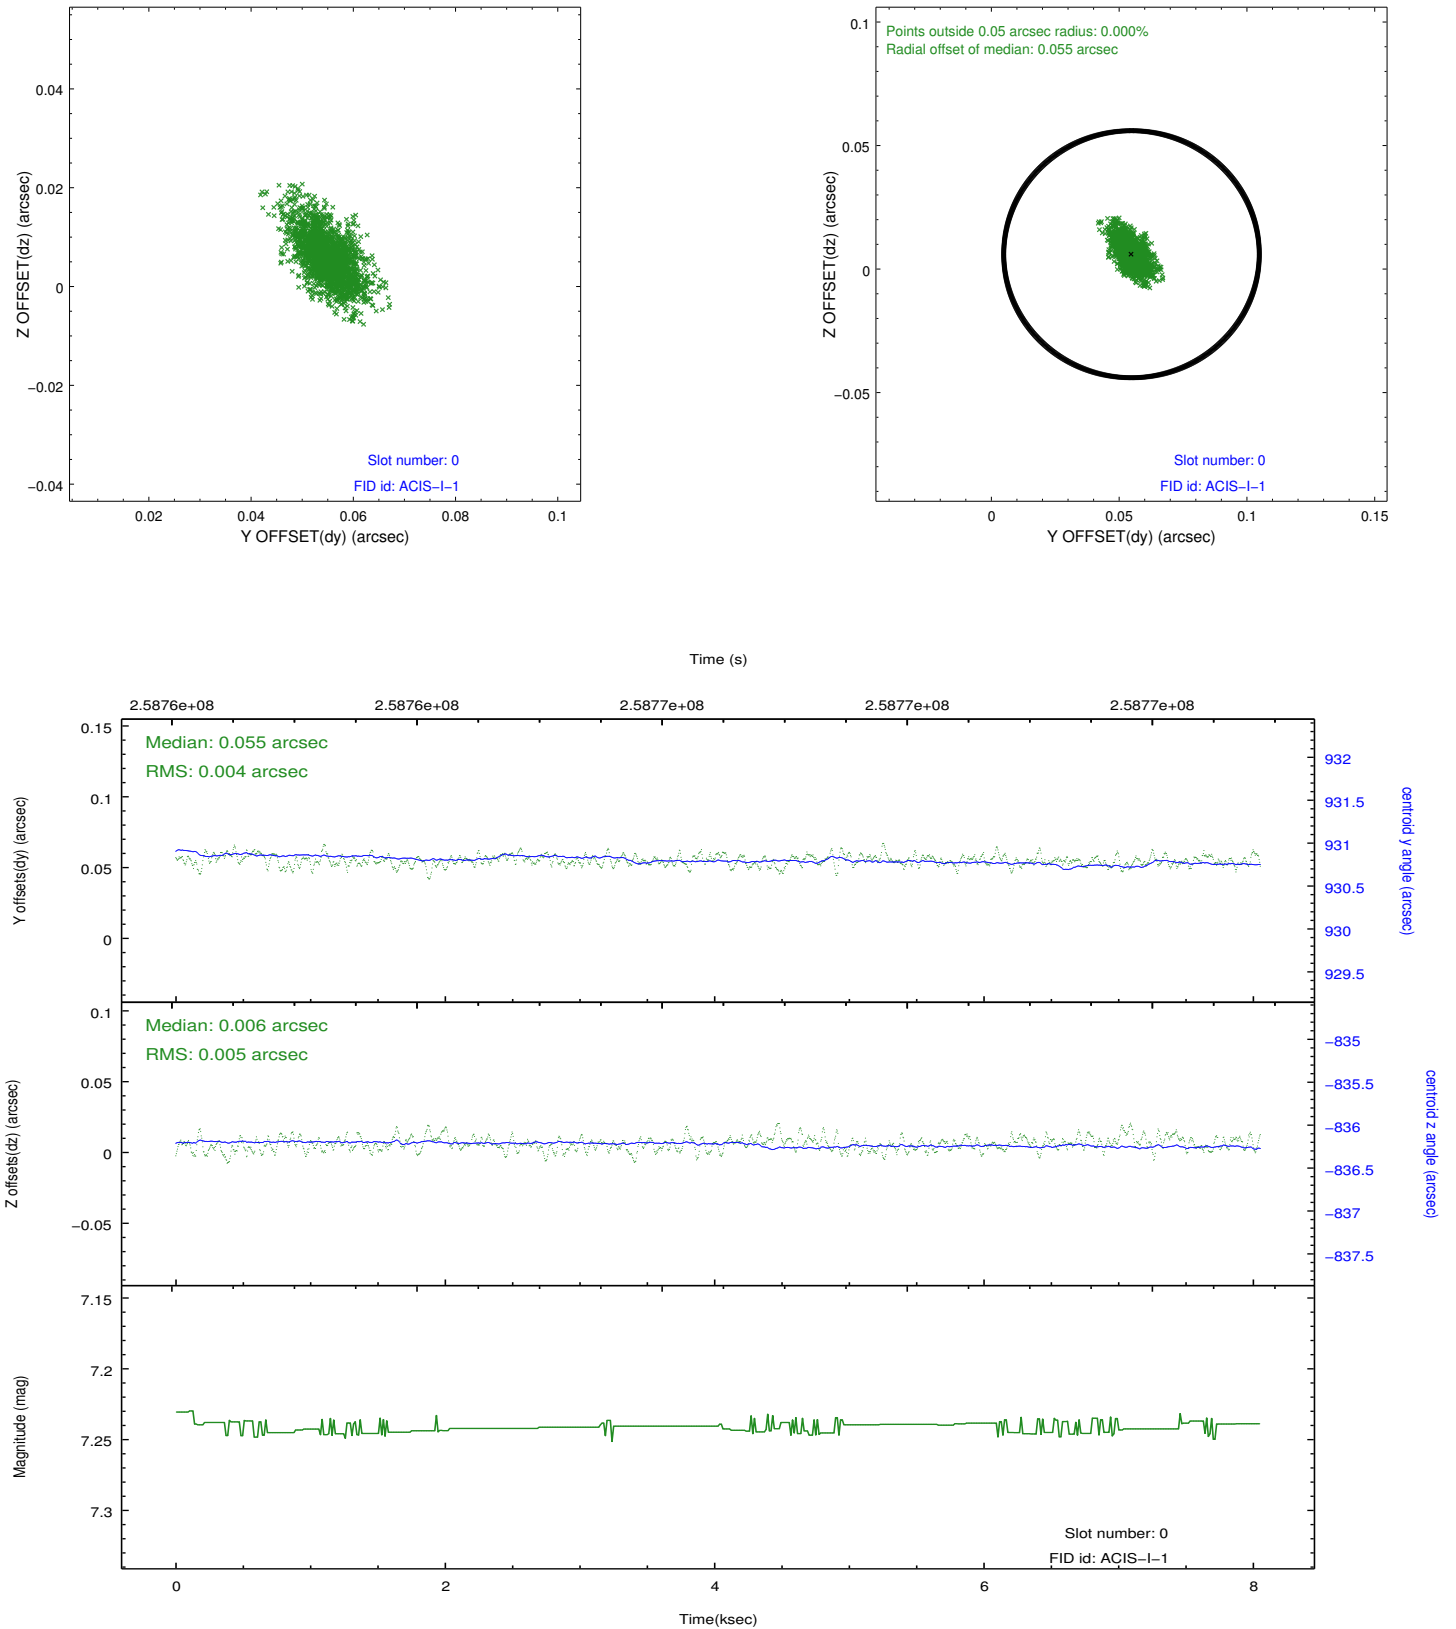 0.04
0.02
0
−0.02
−0.04
Z OFFSET(dz) (arcsec)
Slot number: 0
FID id: ACIS−I−1
0.02 0.04 0.06 0.08 0.1
Y OFFSET(dy) (arcsec)
Points outside 0.05 arcsec radius: 0.000%
Radial offset of median: 0.055 arcsec
0.1
0.05
0
−0.05
Z OFFSET(dz) (arcsec)
Slot number: 0
FID id: ACIS−I−1
0 0.05 0.1 0.15
Y OFFSET(dy) (arcsec)
Time (s)
2.5876e+08 2.5876e+08 2.5877e+08 2.5877e+08 2.5877e+08
Median: 0.055 arcsec
RMS: 0.004 arcsec
0.15
0.1
0.05
0
Y offsets(dy) (arcsec)
932
931.5
931
930.5
930
929.5
centroid y angle (arcsec)
Median: 0.006 arcsec
RMS: 0.005 arcsec
0.1
0.05
0
−0.05
Z offsets(dz) (arcsec)
−835
−835.5
−836
−836.5
−837
−837.5
centroid z angle (arcsec)
7.15
7.2
7.25
7.3
Magnitude (mag)
Slot number: 0
FID id: ACIS−I−1
0 2 4 6 8
Time(ksec)